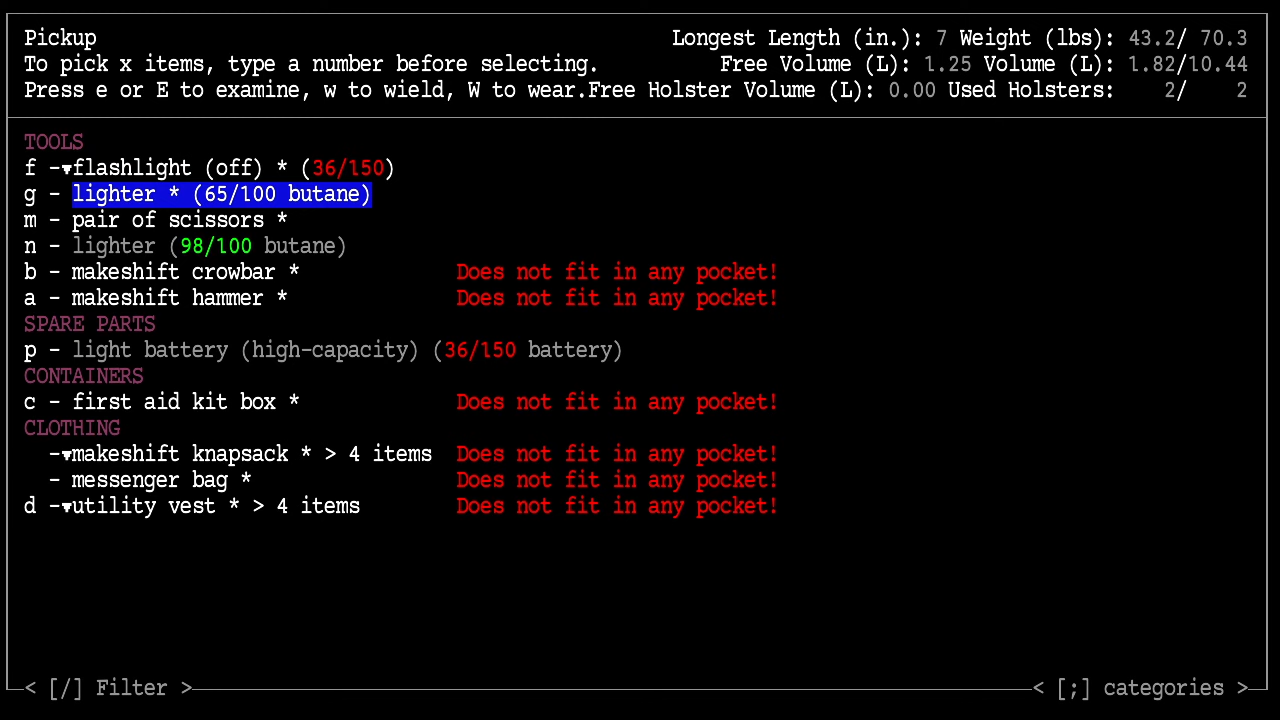 Pickup Longest Length (in.): 7 Weight (lbs): 43.2/ 70.3
To pick x items, type a number before selecting. Free Volume (L): 1.25 Volume (L): 1.82/10.44
Press e or E to examine, w to wield, W to wear.Free Holster Volume (L): 0.00 Used Holsters: 2/ 2
TOOLS
f -▾flashlight (off) * (36/150)
g - lighter * (65/100 butane)
m - pair of scissors *
n - lighter (98/100 butane)
b - makeshift crowbar * Does not fit in any pocket!
a - makeshift hammer * Does not fit in any pocket!
SPARE PARTS
p - light battery (high-capacity) (36/150 battery)
CONTAINERS
c - first aid kit box * Does not fit in any pocket!
CLOTHING
-▾makeshift knapsack * > 4 items Does not fit in any pocket!
- messenger bag * Does not fit in any pocket!
d -▾utility vest * > 4 items Does not fit in any pocket!
< [/] Filter > < [;] categories >